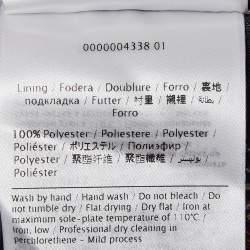 0000004338 01
Lining / Fodera / Doublure / Forro / 裏地 /
подкладка / Futter / 衬里 / 襯裡 / بطانة /
Forro
100% Polyester / Poliestere / Polyester /
Poliéster / ポリエステル / Полиэфир /
Polyester / 聚酯纤维 / 聚酯纖維 / بوليستر /
Poliéster
Wash by hand / Hand wash / Do not bleach / Do
not tumble dry / Flat drying / Dry flat / Iron at
maximum sole-plate temperature of 110°C /
Iron, low / Professional dry cleaning in
Perchlorethene - Mild process